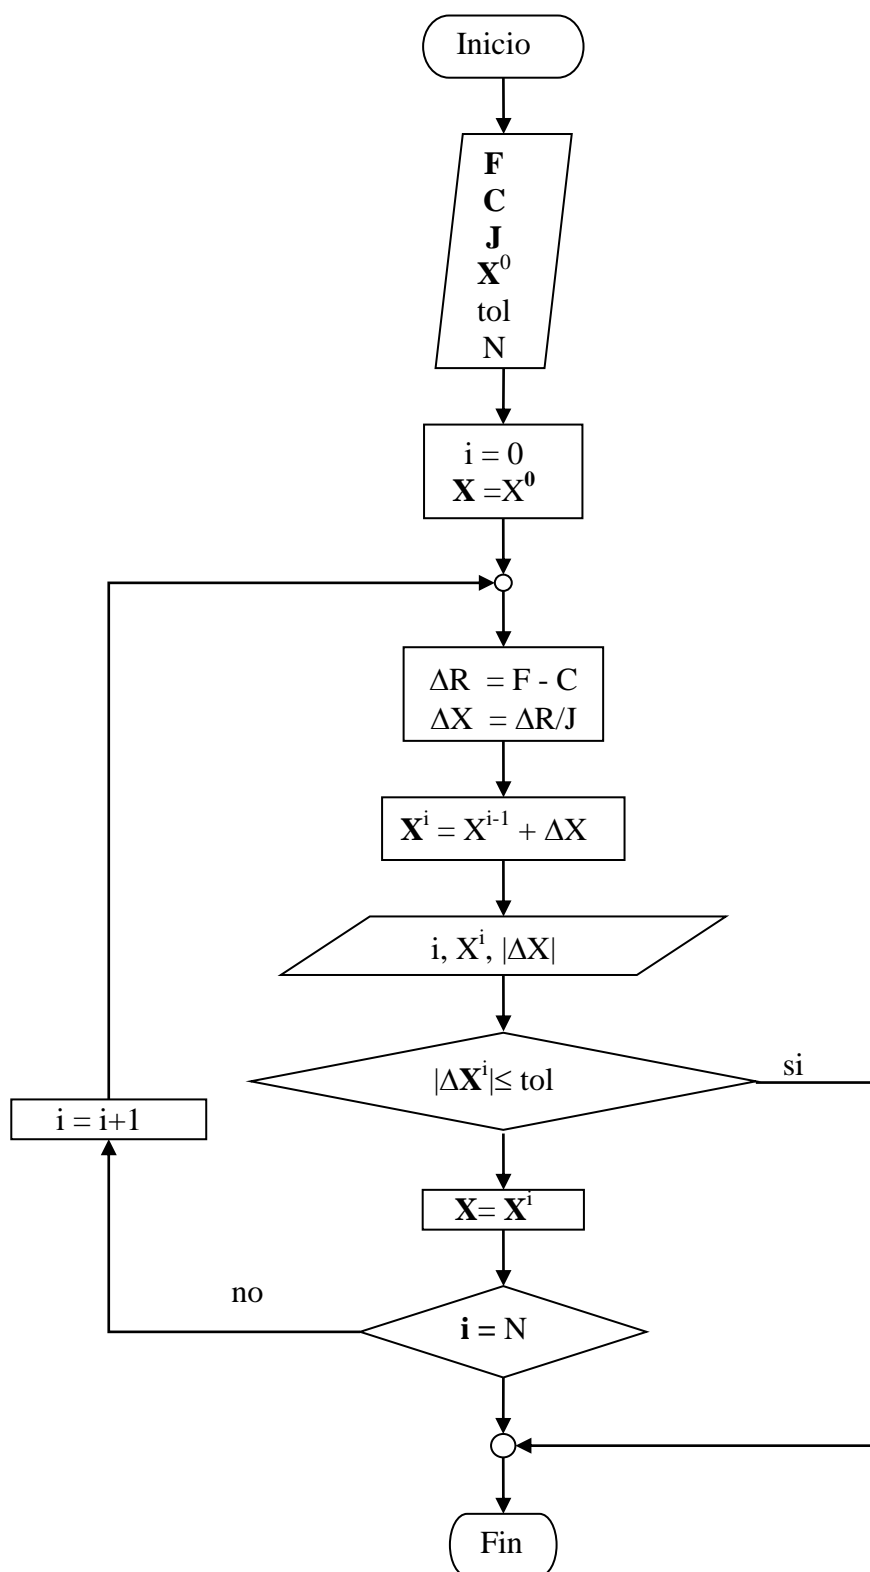 Inicio
F
C
J
X⁰
tol
N
i = 0
X =X⁰
ΔR = F - C
ΔX = ΔR/J
Xⁱ = Xⁱ⁻¹ + ΔX
i, Xⁱ, |ΔX|
|ΔXⁱ|≤ tol
si
i = i+1
X= Xⁱ
no
i = N
Fin